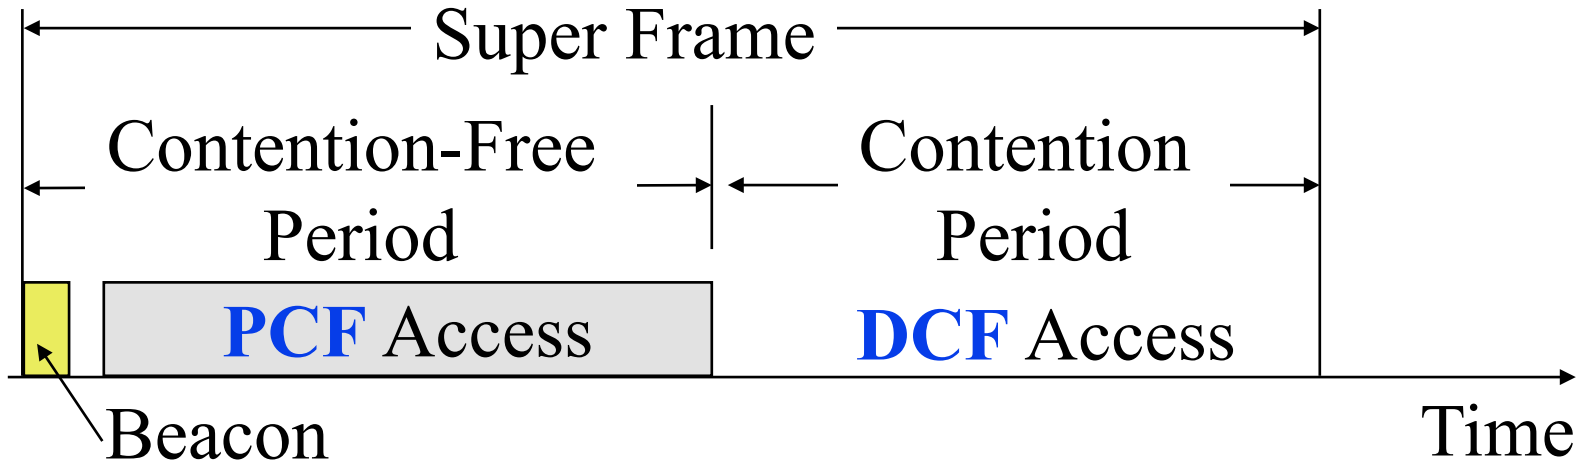 Super Frame
Contention-Free
Period
Contention
Period
PCF Access
DCF Access
Beacon
Time